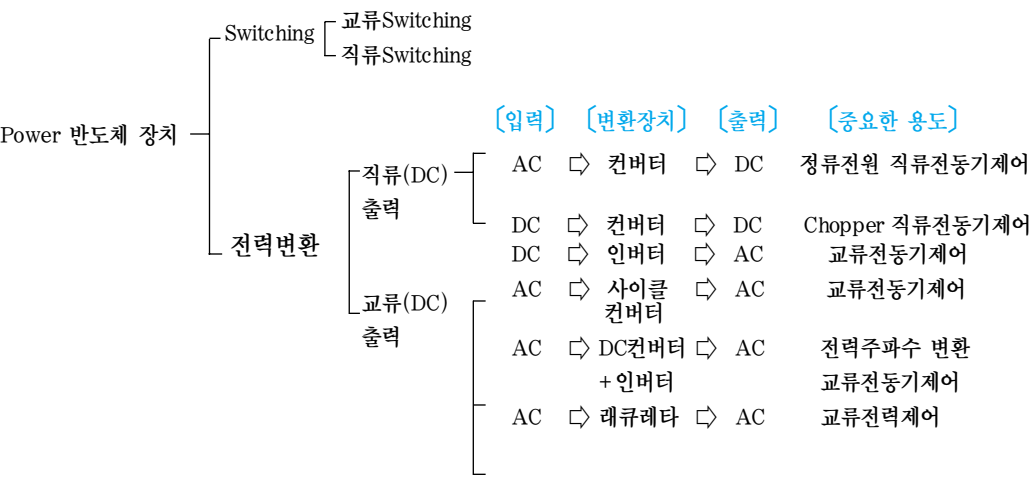 교류Switching
Switching
직류Switching
〔입력〕 〔변환장치〕 〔출력〕 〔중요한 용도〕
Power 반도체 장치
직류(DC) AC ⇨ 컨버터 ⇨ DC 정류전원 직류전동기제어
출력
DC ⇨ 컨버터 ⇨ DC Chopper 직류전동기제어
전력변환 DC ⇨ 인버터 ⇨ AC 교류전동기제어
교류(DC) AC ⇨ 사이클 ⇨ AC 교류전동기제어
컨버터
출력
AC ⇨ DC컨버터 ⇨ AC 전력주파수 변환
+인버터 교류전동기제어
AC ⇨ 래큐레타 ⇨ AC 교류전력제어